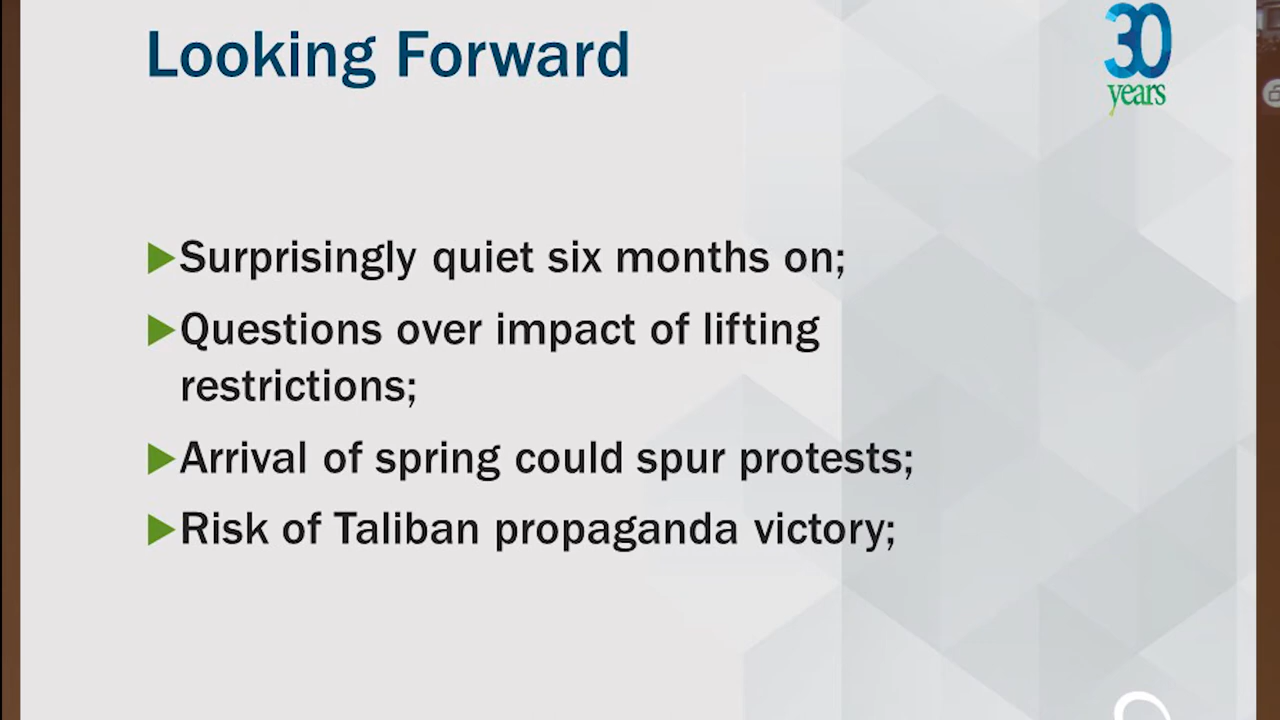 Looking Forward
30
years
Surprisingly quiet six months on;
Questions over impact of lifting
restrictions;
Arrival of spring could spur protests;
Risk of Taliban propaganda victory;